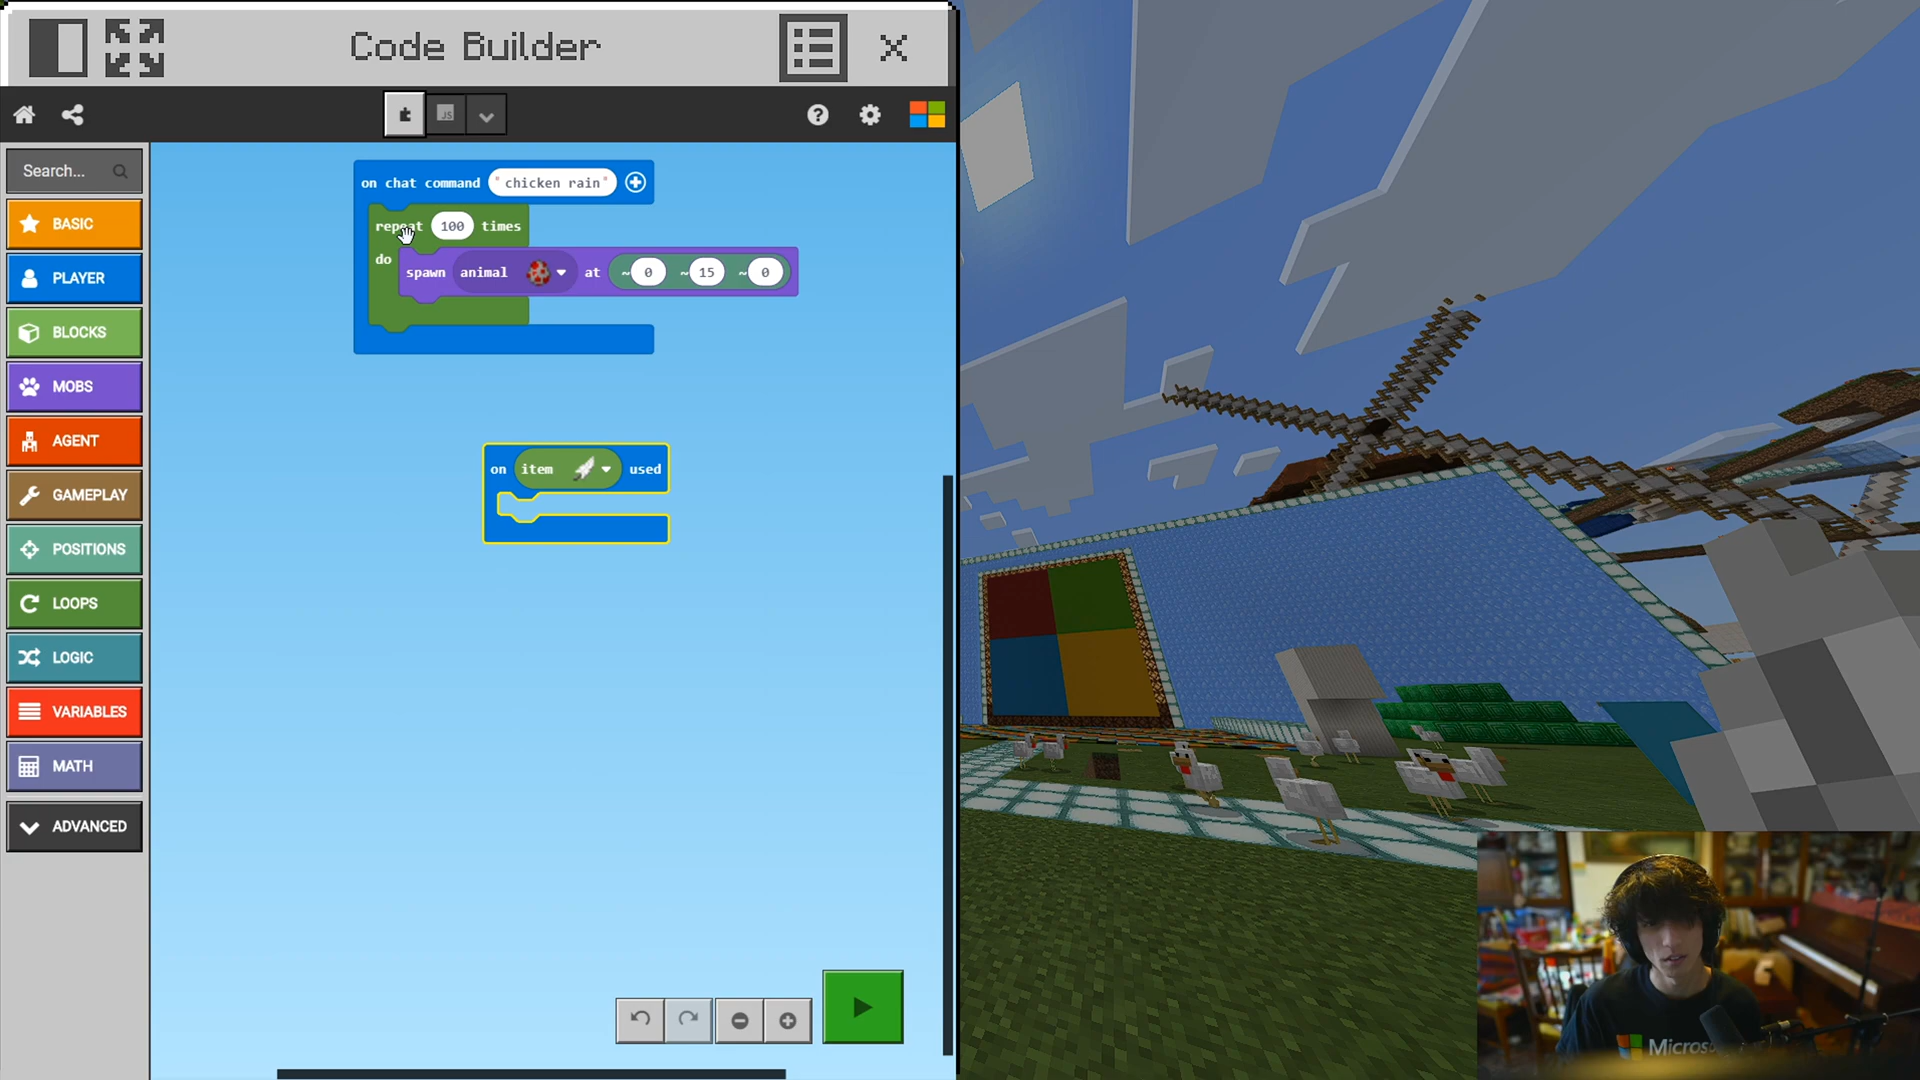 Code Builder
JS
?
Search...
BASIC
PLAYER
BLOCKS
MOBS
AGENT
GAMEPLAY
POSITIONS
LOOPS
LOGIC
VARIABLES
MATH
ADVANCED
on chat command "chicken rain"
repeat 100 times
do
spawn animal at ~0 ~15 ~0
on item used